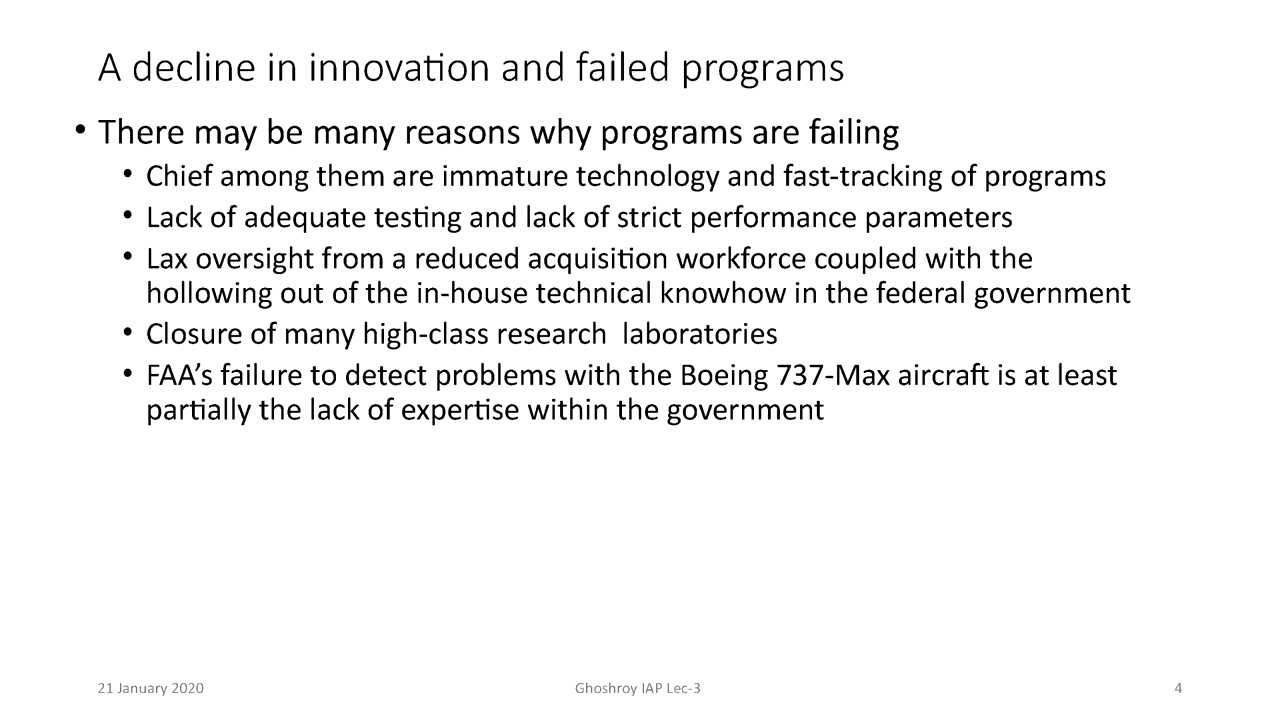 A decline in innovation and failed programs
• There may be many reasons why programs are failing
• Chief among them are immature technology and fast-tracking of programs
• Lack of adequate testing and lack of strict performance parameters
• Lax oversight from a reduced acquisition workforce coupled with the
hollowing out of the in-house technical knowhow in the federal government
• Closure of many high-class research  laboratories
• FAA’s failure to detect problems with the Boeing 737-Max aircraft is at least
partially the lack of expertise within the government
21 January 2020
Ghoshroy IAP Lec-3
4